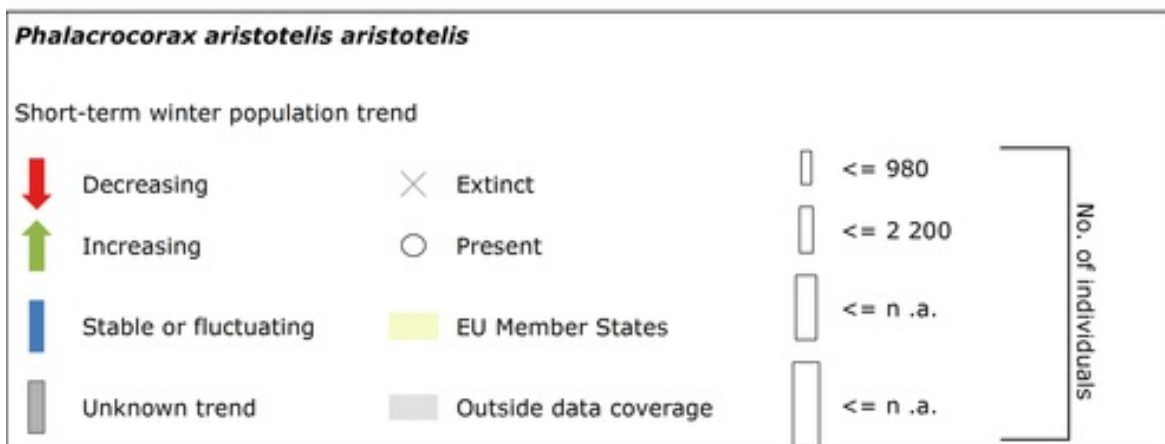 Phalacrocorax aristotelis aristotelis
Short-term winter population trend
Decreasing
Increasing
Stable or fluctuating
Unknown trend
Extinct
Present
EU Member States
Outside data coverage
<= 980
<= 2 200
<= n .a.
<= n .a.
No. of individuals